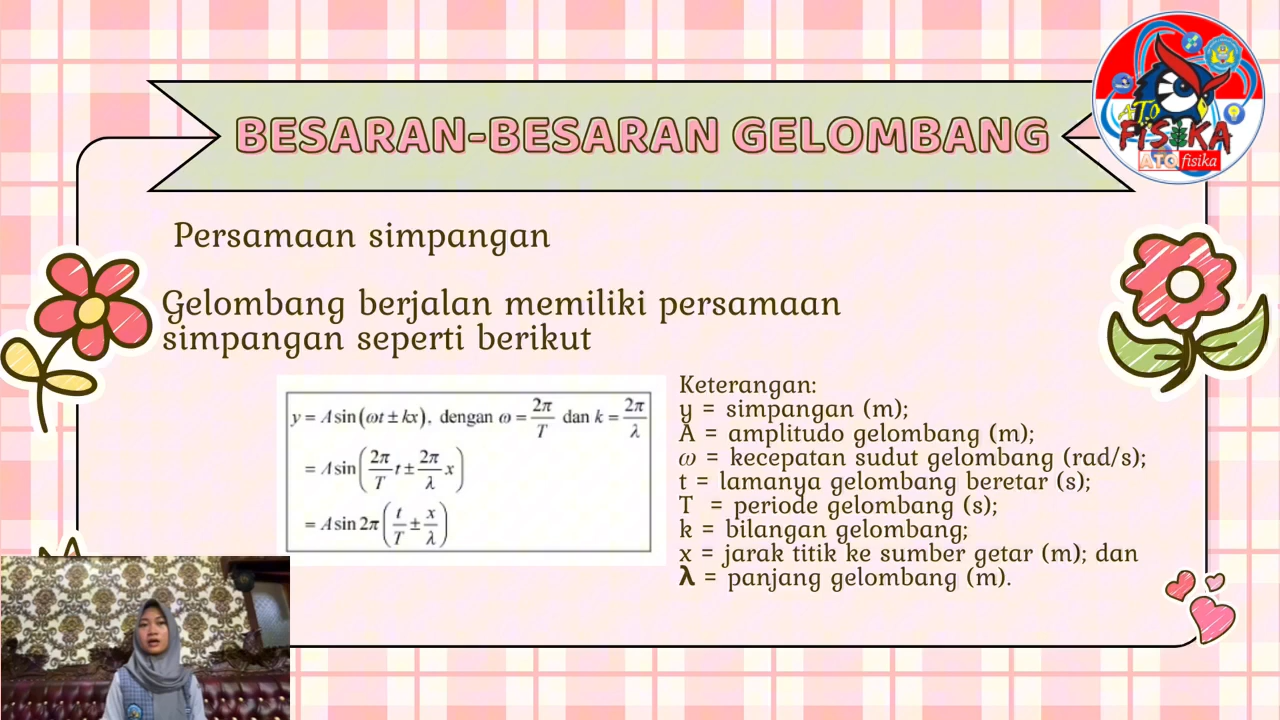 BESARAN-BESARAN GELOMBANG
ATO
FISIKA
ATO fisika
Persamaan simpangan
Gelombang berjalan memiliki persamaan
simpangan seperti berikut
y = A sin(ωt ± kx), dengan ω = 2π/T dan k = 2π/λ
= A sin(2π/T t ± 2π/λ x)
= A sin 2π(t/T ± x/λ)
Keterangan:
y = simpangan (m);
A = amplitudo gelombang (m);
ω = kecepatan sudut gelombang (rad/s);
t = lamanya gelombang beretar (s);
T = periode gelombang (s);
k = bilangan gelombang;
x = jarak titik ke sumber getar (m); dan
λ = panjang gelombang (m).